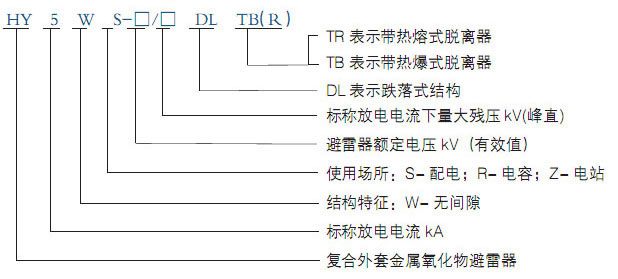 HY 5 W S-□/□ DL TB(R)
TR 表示带热熔式脱离器
TB 表示带热爆式脱离器
DL 表示跌落式结构
标称放电电流下量大残压 kV(峰直)
避雷器额定电压 kV（有效值）
使用场所：S- 配电；R- 电容；Z- 电站
结构特征：W- 无间隙
标称放电电流 kA
复合外套金属氧化物避雷器